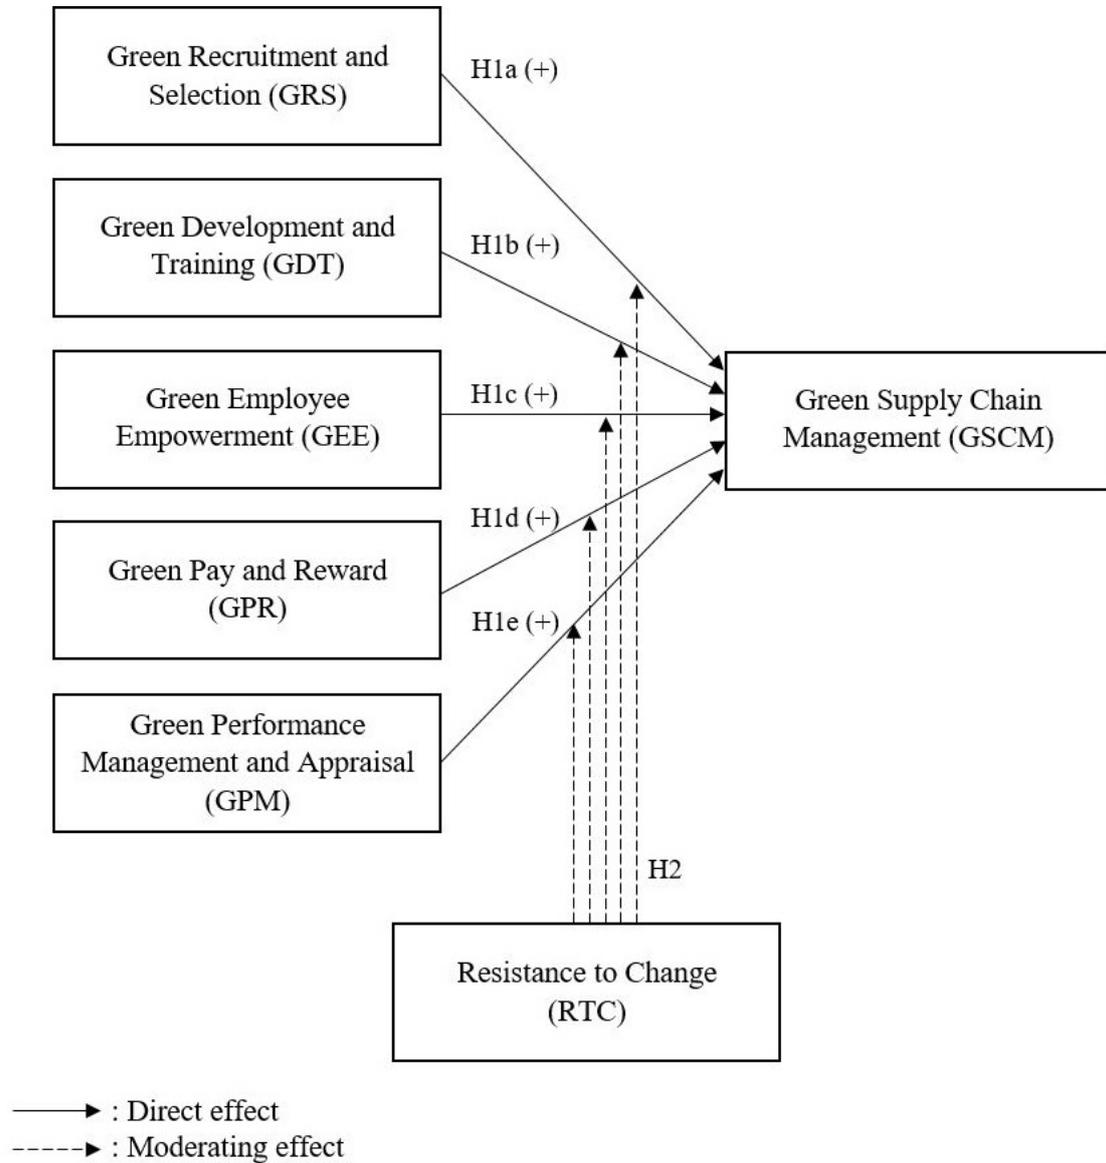 Green Recruitment and
Selection (GRS)
H1a (+)
Green Development and
Training (GDT)
H1b (+)
Green Employee
Empowerment (GEE)
H1c (+)
Green Supply Chain
Management (GSCM)
Green Pay and Reward
(GPR)
H1d (+)
H1e (+)
Green Performance
Management and Appraisal
(GPM)
H2
Resistance to Change
(RTC)
: Direct effect
: Moderating effect